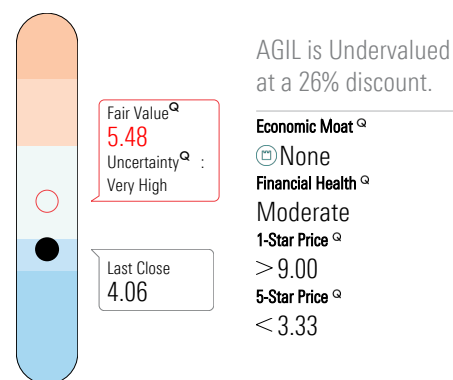 AGIL is Undervalued
at a 26% discount.
Fair Value Q
5.48
Uncertainty Q :
Very High
Last Close
4.06
Economic Moat Q
None
Financial Health Q
Moderate
1-Star Price Q
>9.00
5-Star Price Q
<3.33